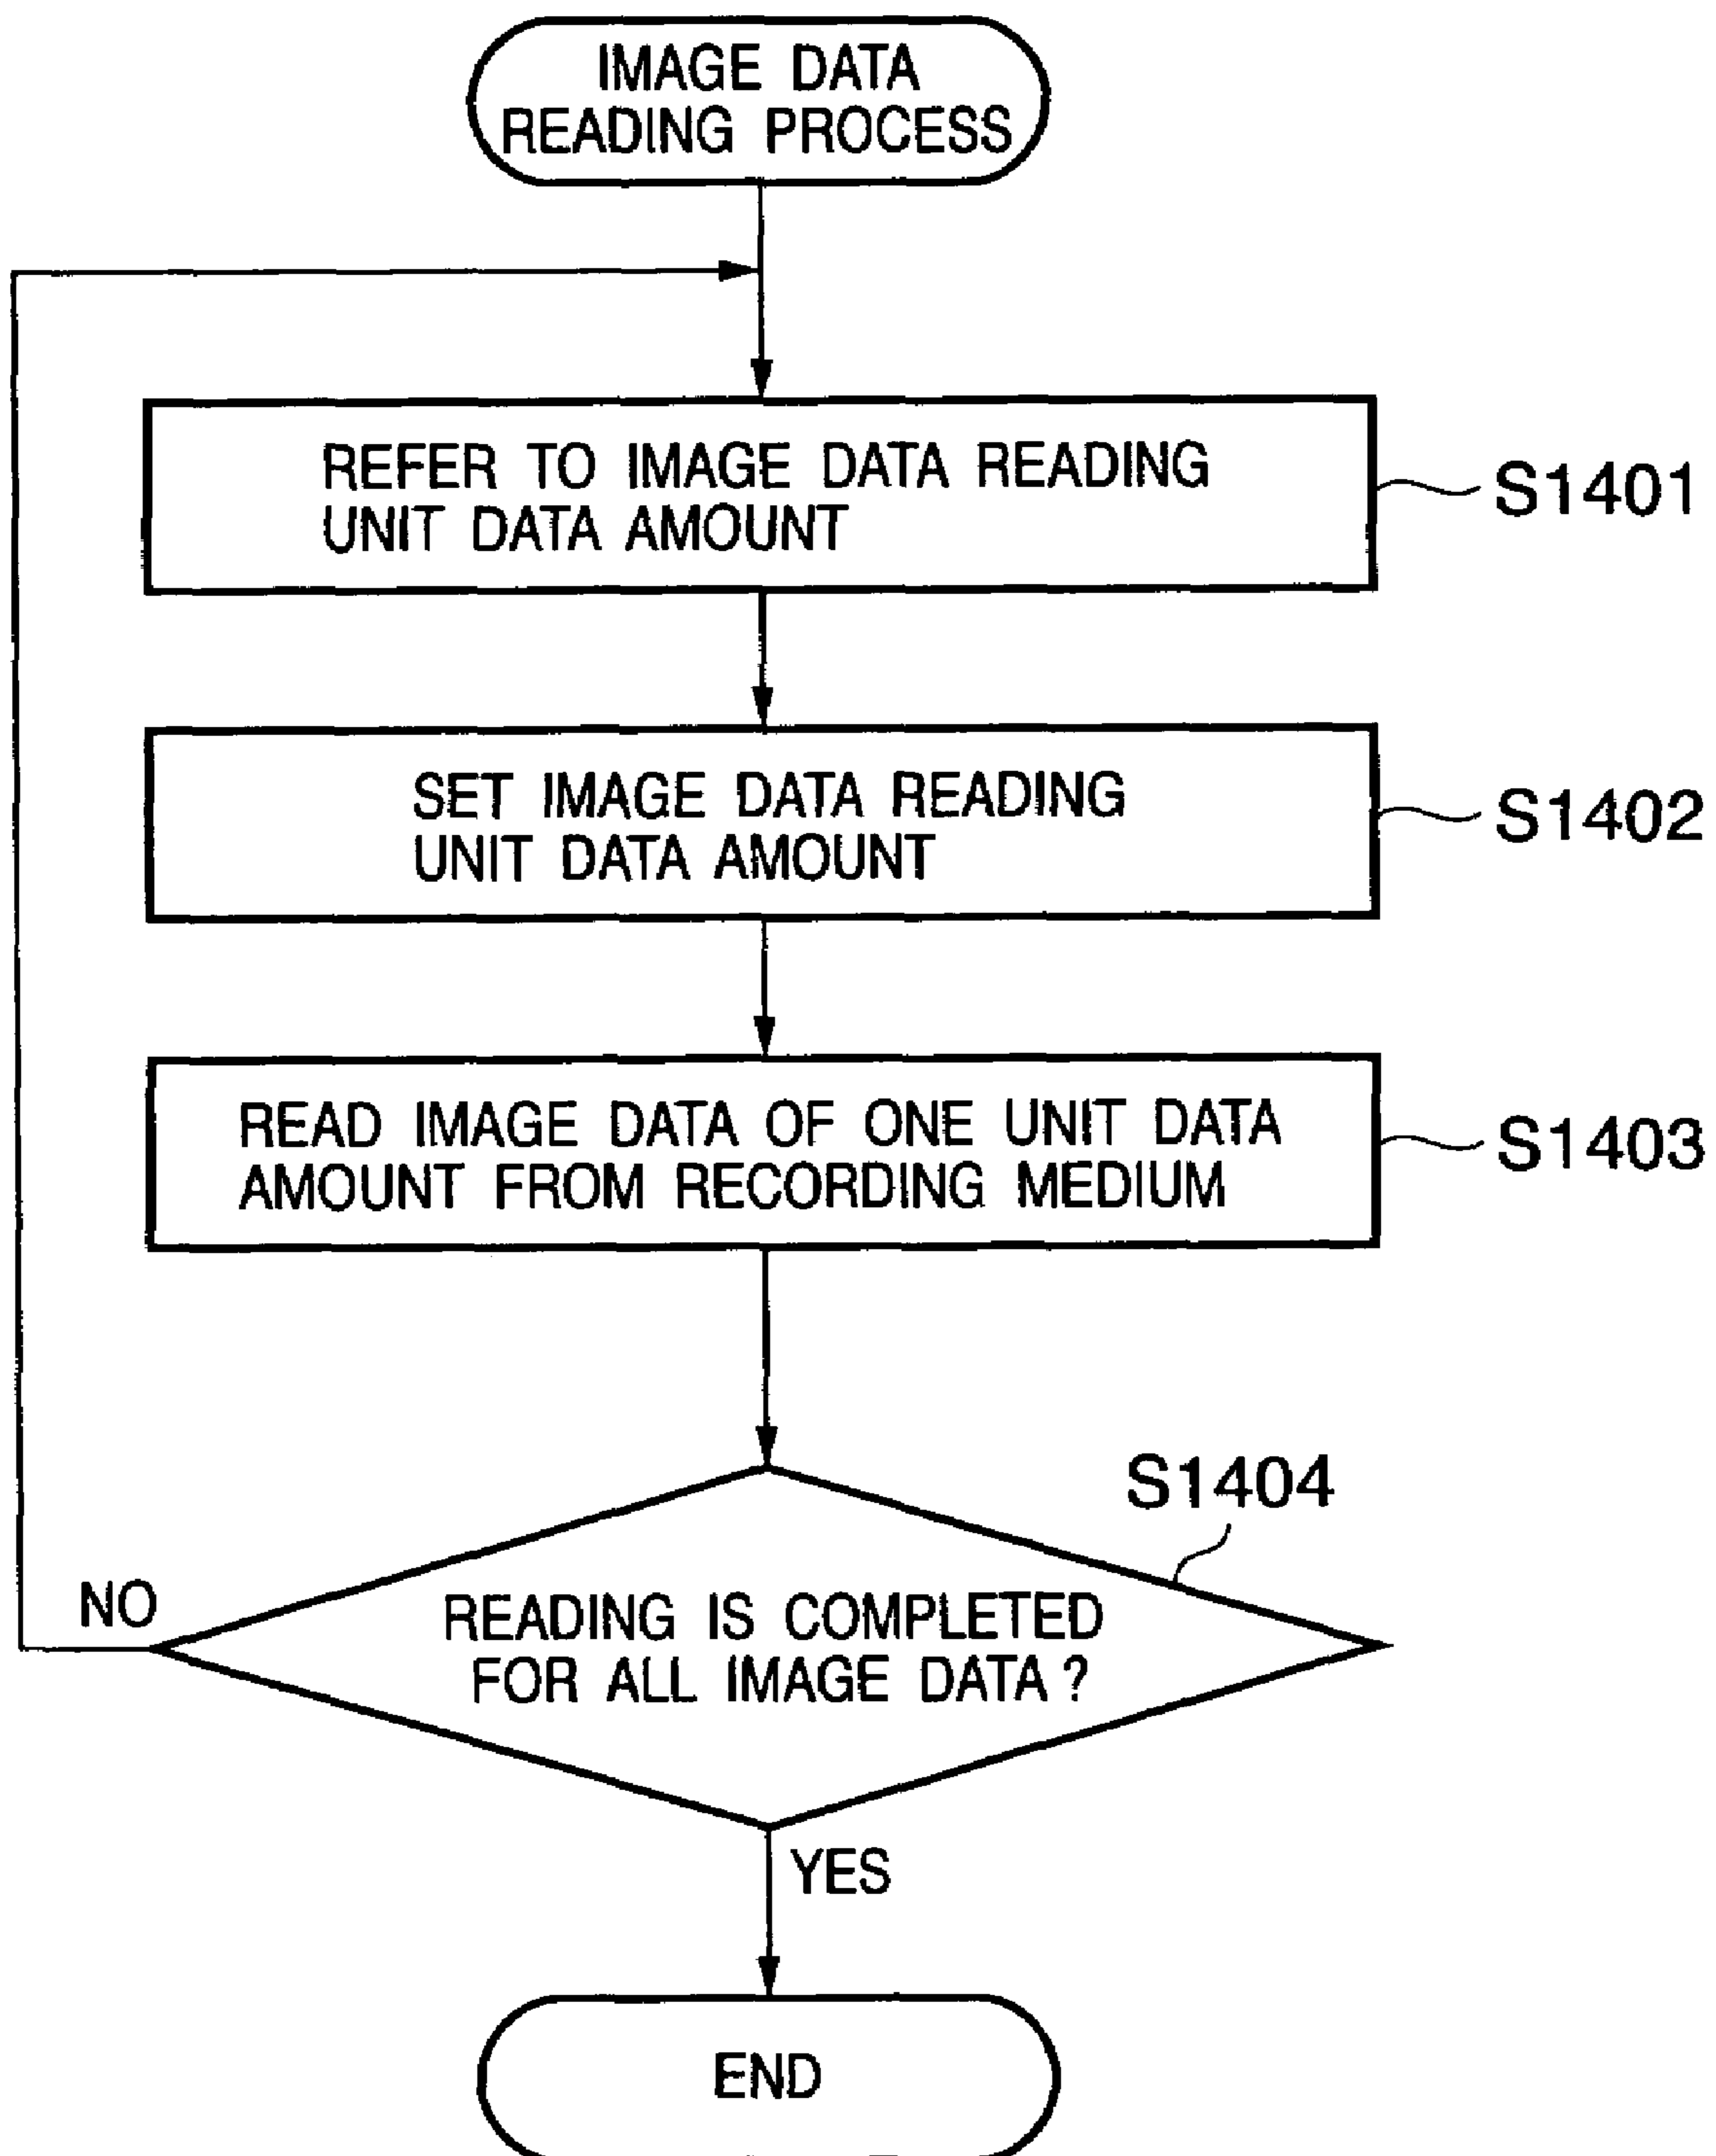 IMAGE DATA
READING PROCESS
REFER TO IMAGE DATA READING
UNIT DATA AMOUNT
S1401
SET IMAGE DATA READING
UNIT DATA AMOUNT
S1402
READ IMAGE DATA OF ONE UNIT DATA
AMOUNT FROM RECORDING MEDIUM
S1403
S1404
NO
READING IS COMPLETED
FOR ALL IMAGE DATA?
YES
END